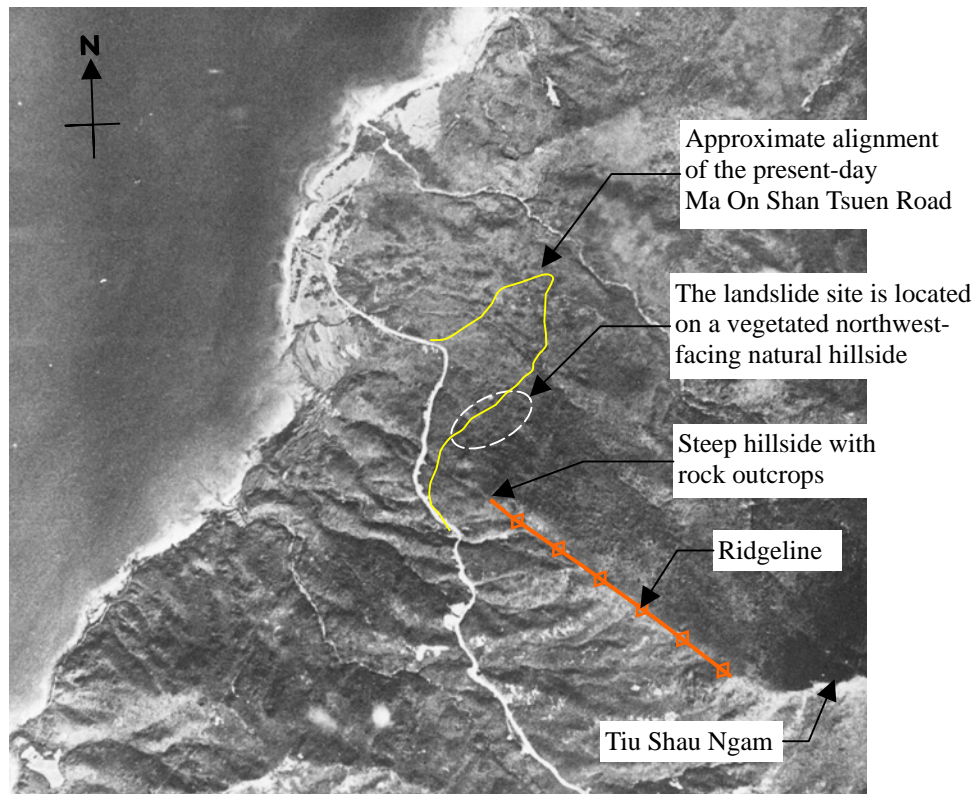 N
Approximate alignment
of the present-day
Ma On Shan Tsuen Road
The landslide site is located
on a vegetated northwest-
facing natural hillside
Steep hillside with
rock outcrops
Ridgeline
Tiu Shau Ngam